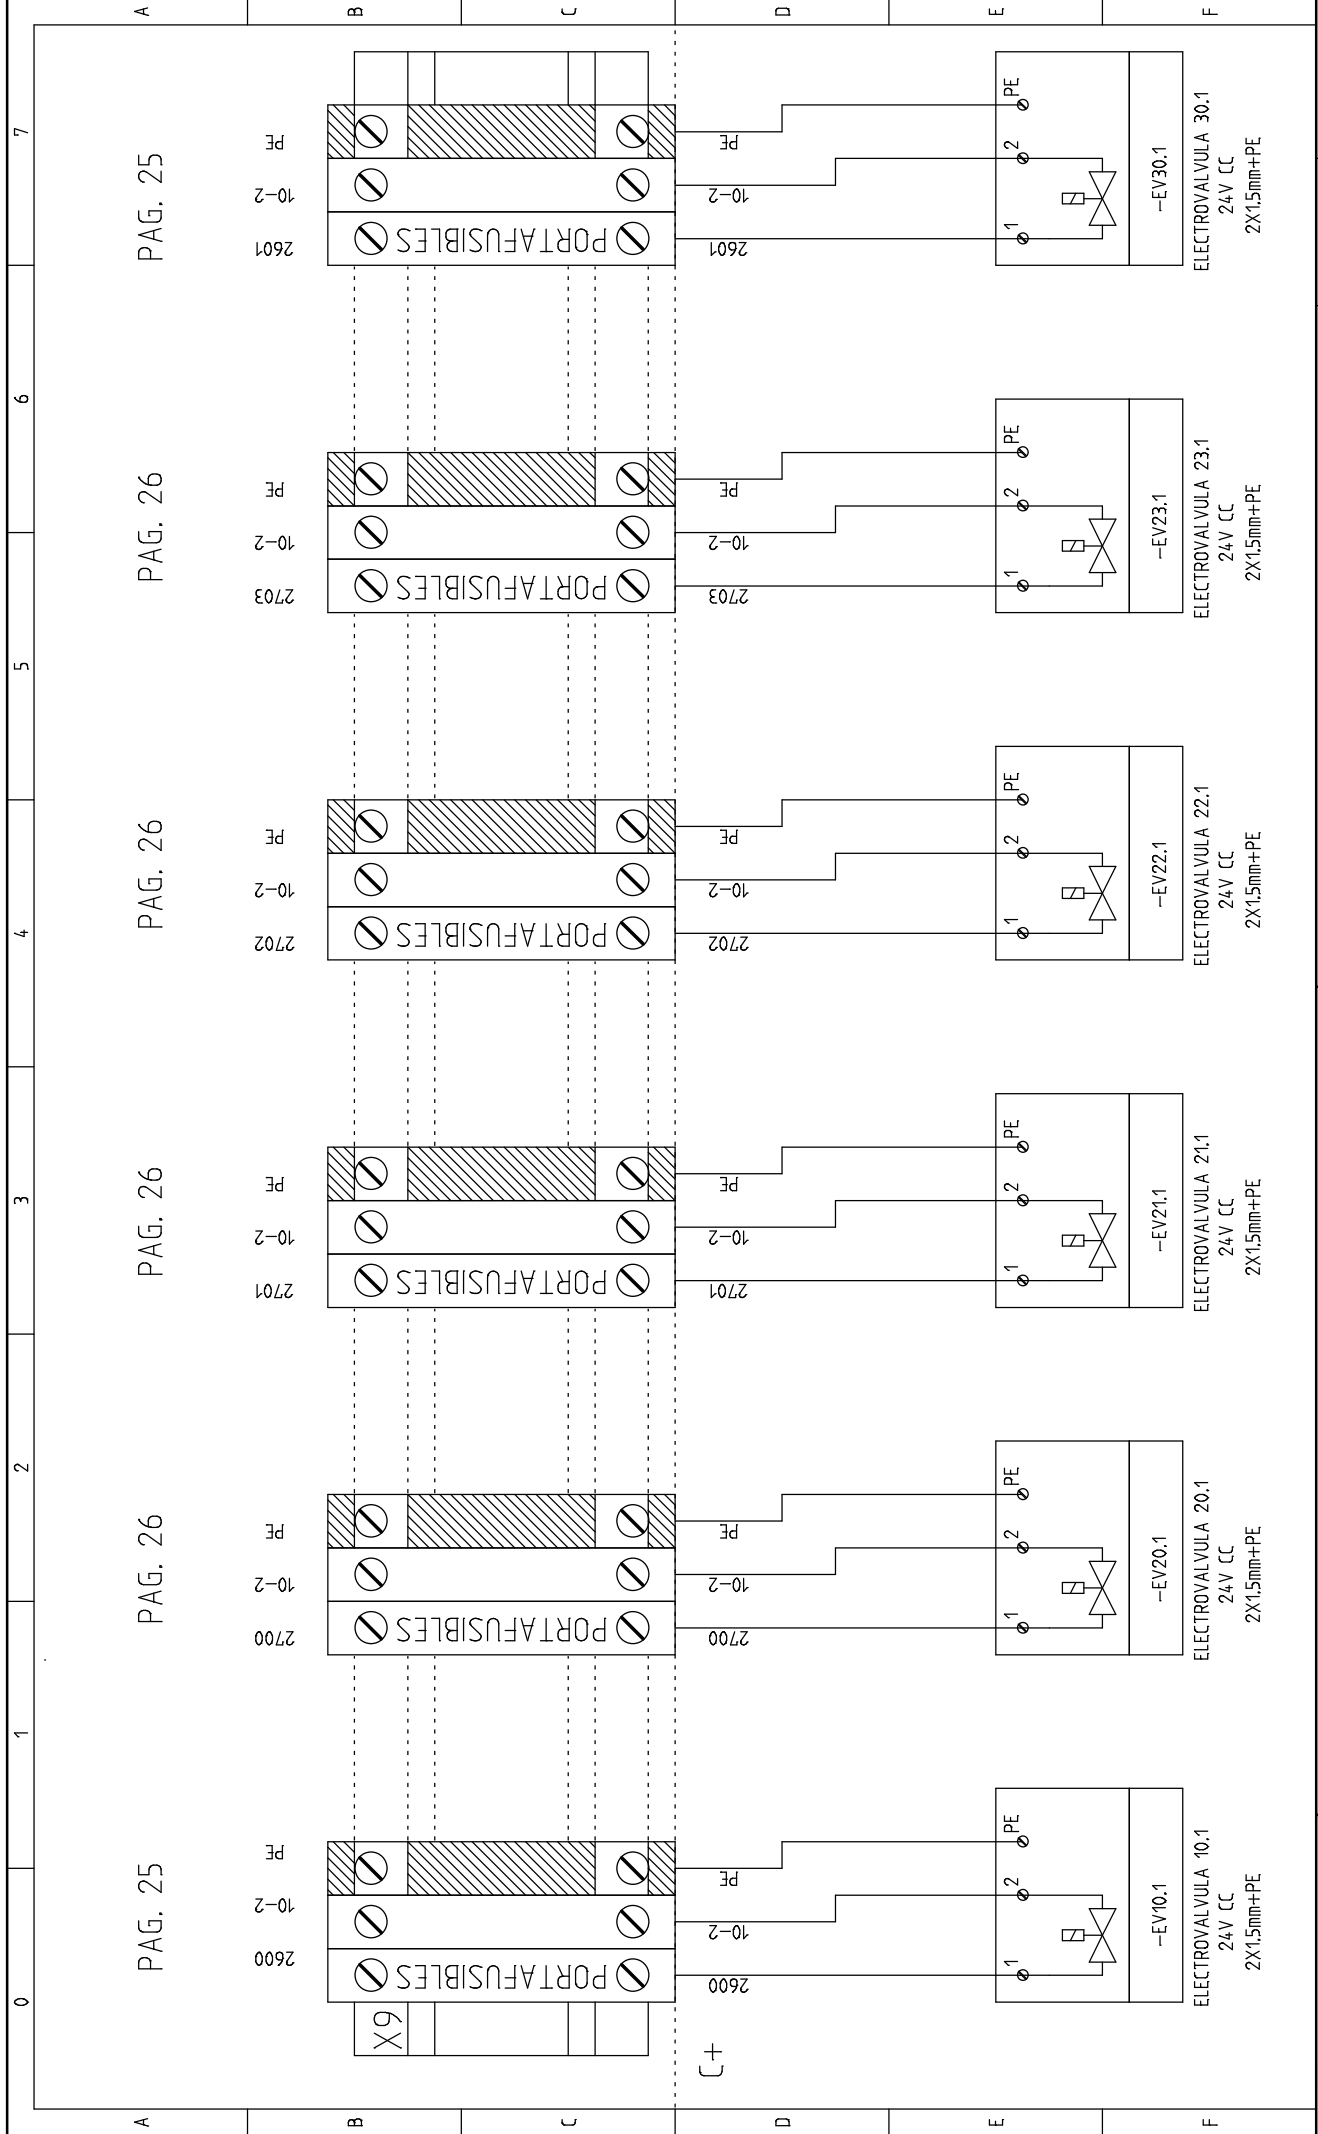 0 1 2 3 4 5 6 7
A A
PAG. 25 PAG. 26 PAG. 26 PAG. 26 PAG. 26 PAG. 25
2600 10-2 PE 2700 10-2 PE 2701 10-2 PE 2702 10-2 PE 2703 10-2 PE 2601 10-2 PE
B B
X9
PORTAFUSIBLES PORTAFUSIBLES PORTAFUSIBLES PORTAFUSIBLES PORTAFUSIBLES PORTAFUSIBLES
C C
C+
2600 10-2 PE 2700 10-2 PE 2701 10-2 PE 2702 10-2 PE 2703 10-2 PE 2601 10-2 PE
D D
E E
1 2 PE 1 2 PE 1 2 PE 1 2 PE 1 2 PE 1 2 PE
-EV10.1 -EV20.1 -EV21.1 -EV22.1 -EV23.1 -EV30.1
ELECTROVALVULA 10.1 ELECTROVALVULA 20.1 ELECTROVALVULA 21.1 ELECTROVALVULA 22.1 ELECTROVALVULA 23.1 ELECTROVALVULA 30.1
F F
24V CC 24V CC 24V CC 24V CC 24V CC 24V CC
2X1.5mm+PE 2X1.5mm+PE 2X1.5mm+PE 2X1.5mm+PE 2X1.5mm+PE 2X1.5mm+PE